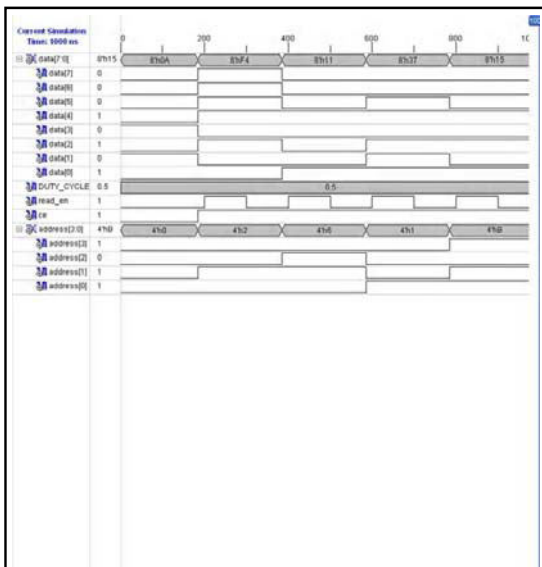 Current Simulation
Time: 1000 ns
0 200 400 600 800
data[7:0] 8'h15 8'h0A 8'hF4 8'h11 8'h37 8'h15
data[7] 0
data[6] 0
data[5] 0
data[4] 1
data[3] 0
data[2] 1
data[1] 0
data[0] 1
DUTY_CYCLE 0.5 0.5
read_en 1
ce 1
address[3:0] 4'hB 4'h0 4'h2 4'h6 4'h1 4'hB
address[3] 1
address[2] 0
address[1] 1
address[0] 1